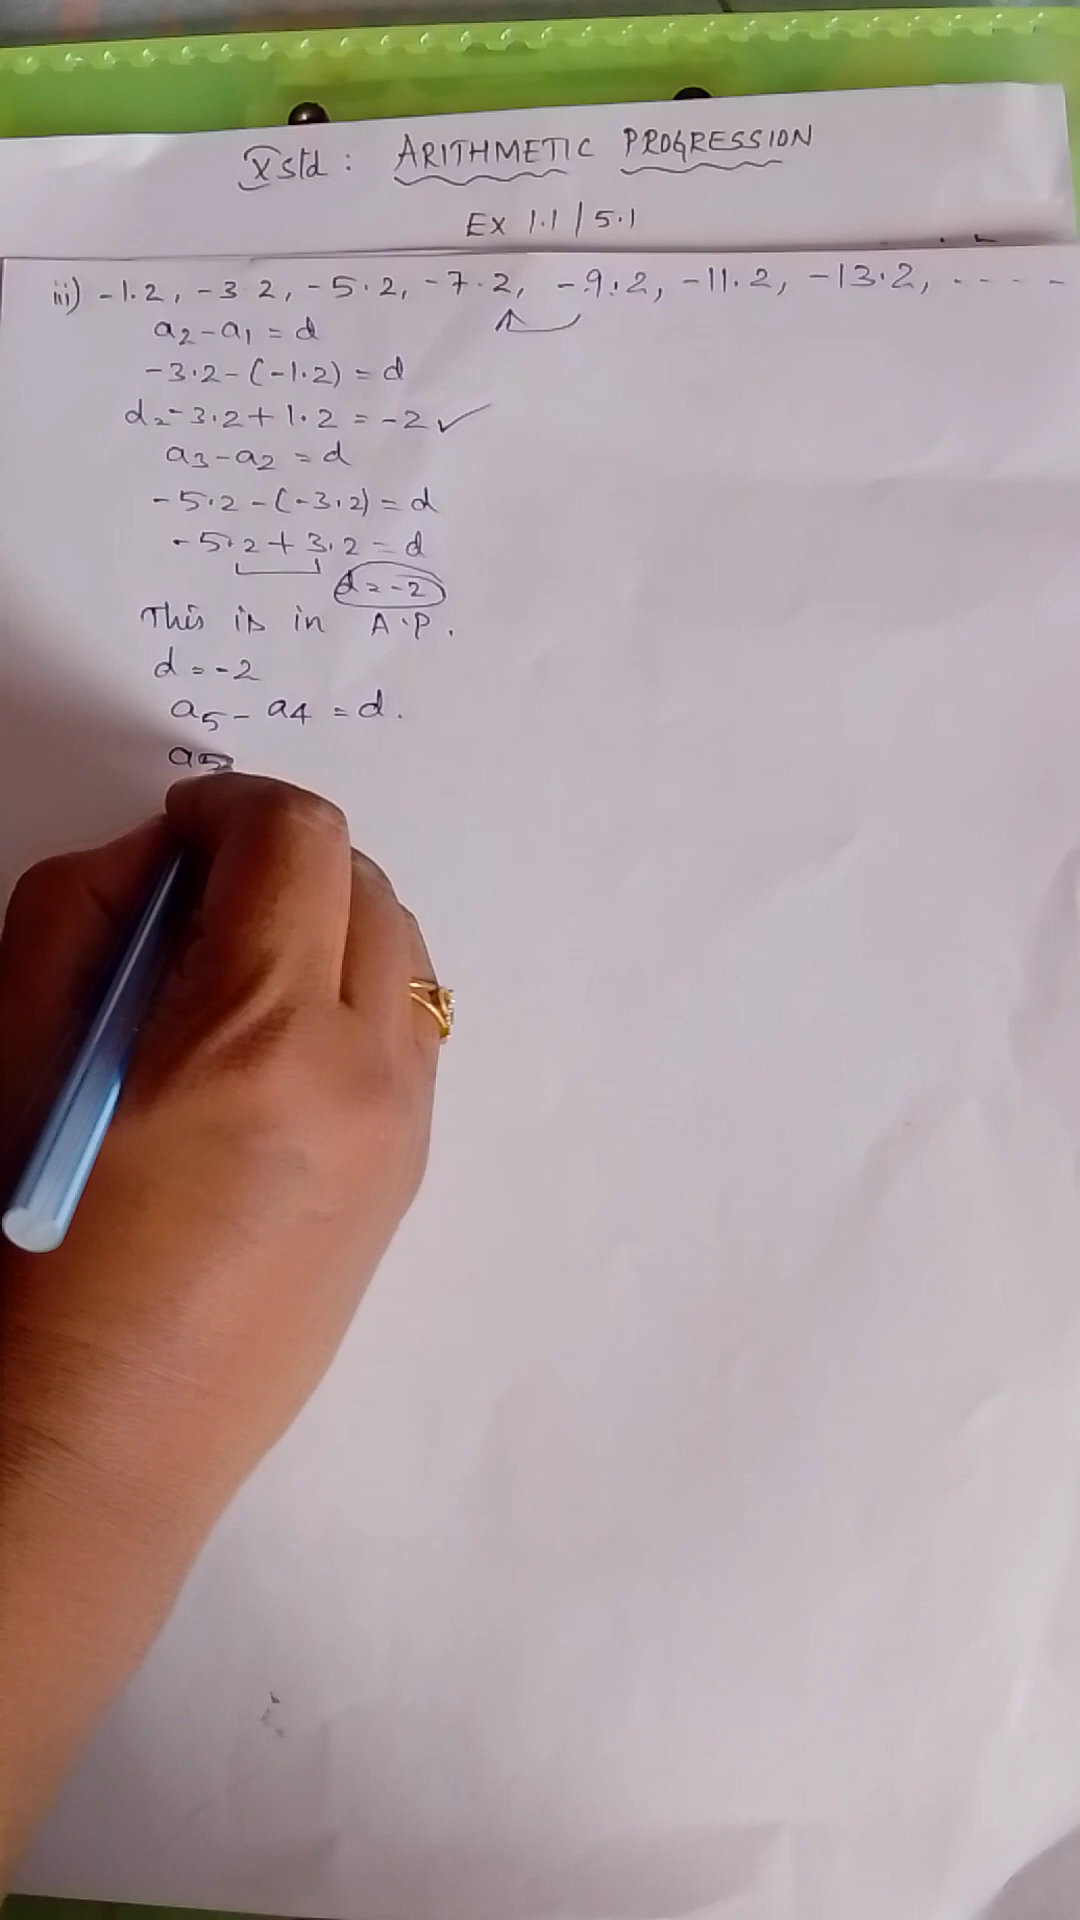 X std : ARITHMETIC PROGRESSION
Ex 1.1 / 5.1
iii) -1.2, -3 2, -5.2, -7.2, -9.2, -11.2, -13.2, - - - -
a2 - a1 = d
-3.2 - (-1.2) = d
d = -3.2 + 1.2 = -2 ✓
a3 - a2 = d
-5.2 - (-3.2) = d
-5.2 + 3.2 = d
d = -2
This is in A.P.
d = -2
a5 - a4 = d.
a5